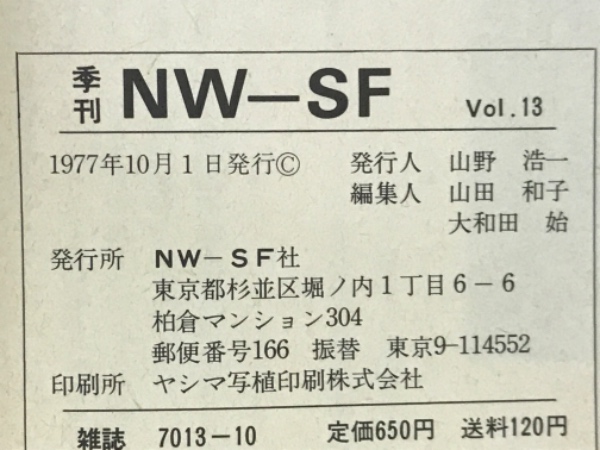 季刊 NW—SF Vol.13
1977年10月1日発行© 発行人 山野 浩一
編集人 山田 和子
大和田 始
発行所 NW—SF社
東京都杉並区堀ノ内1丁目6－6
柏倉マンション304
郵便番号166 振替 東京9-114552
印刷所 ヤシマ写植印刷株式会社
雑誌 7013-10 定価650円 送料120円